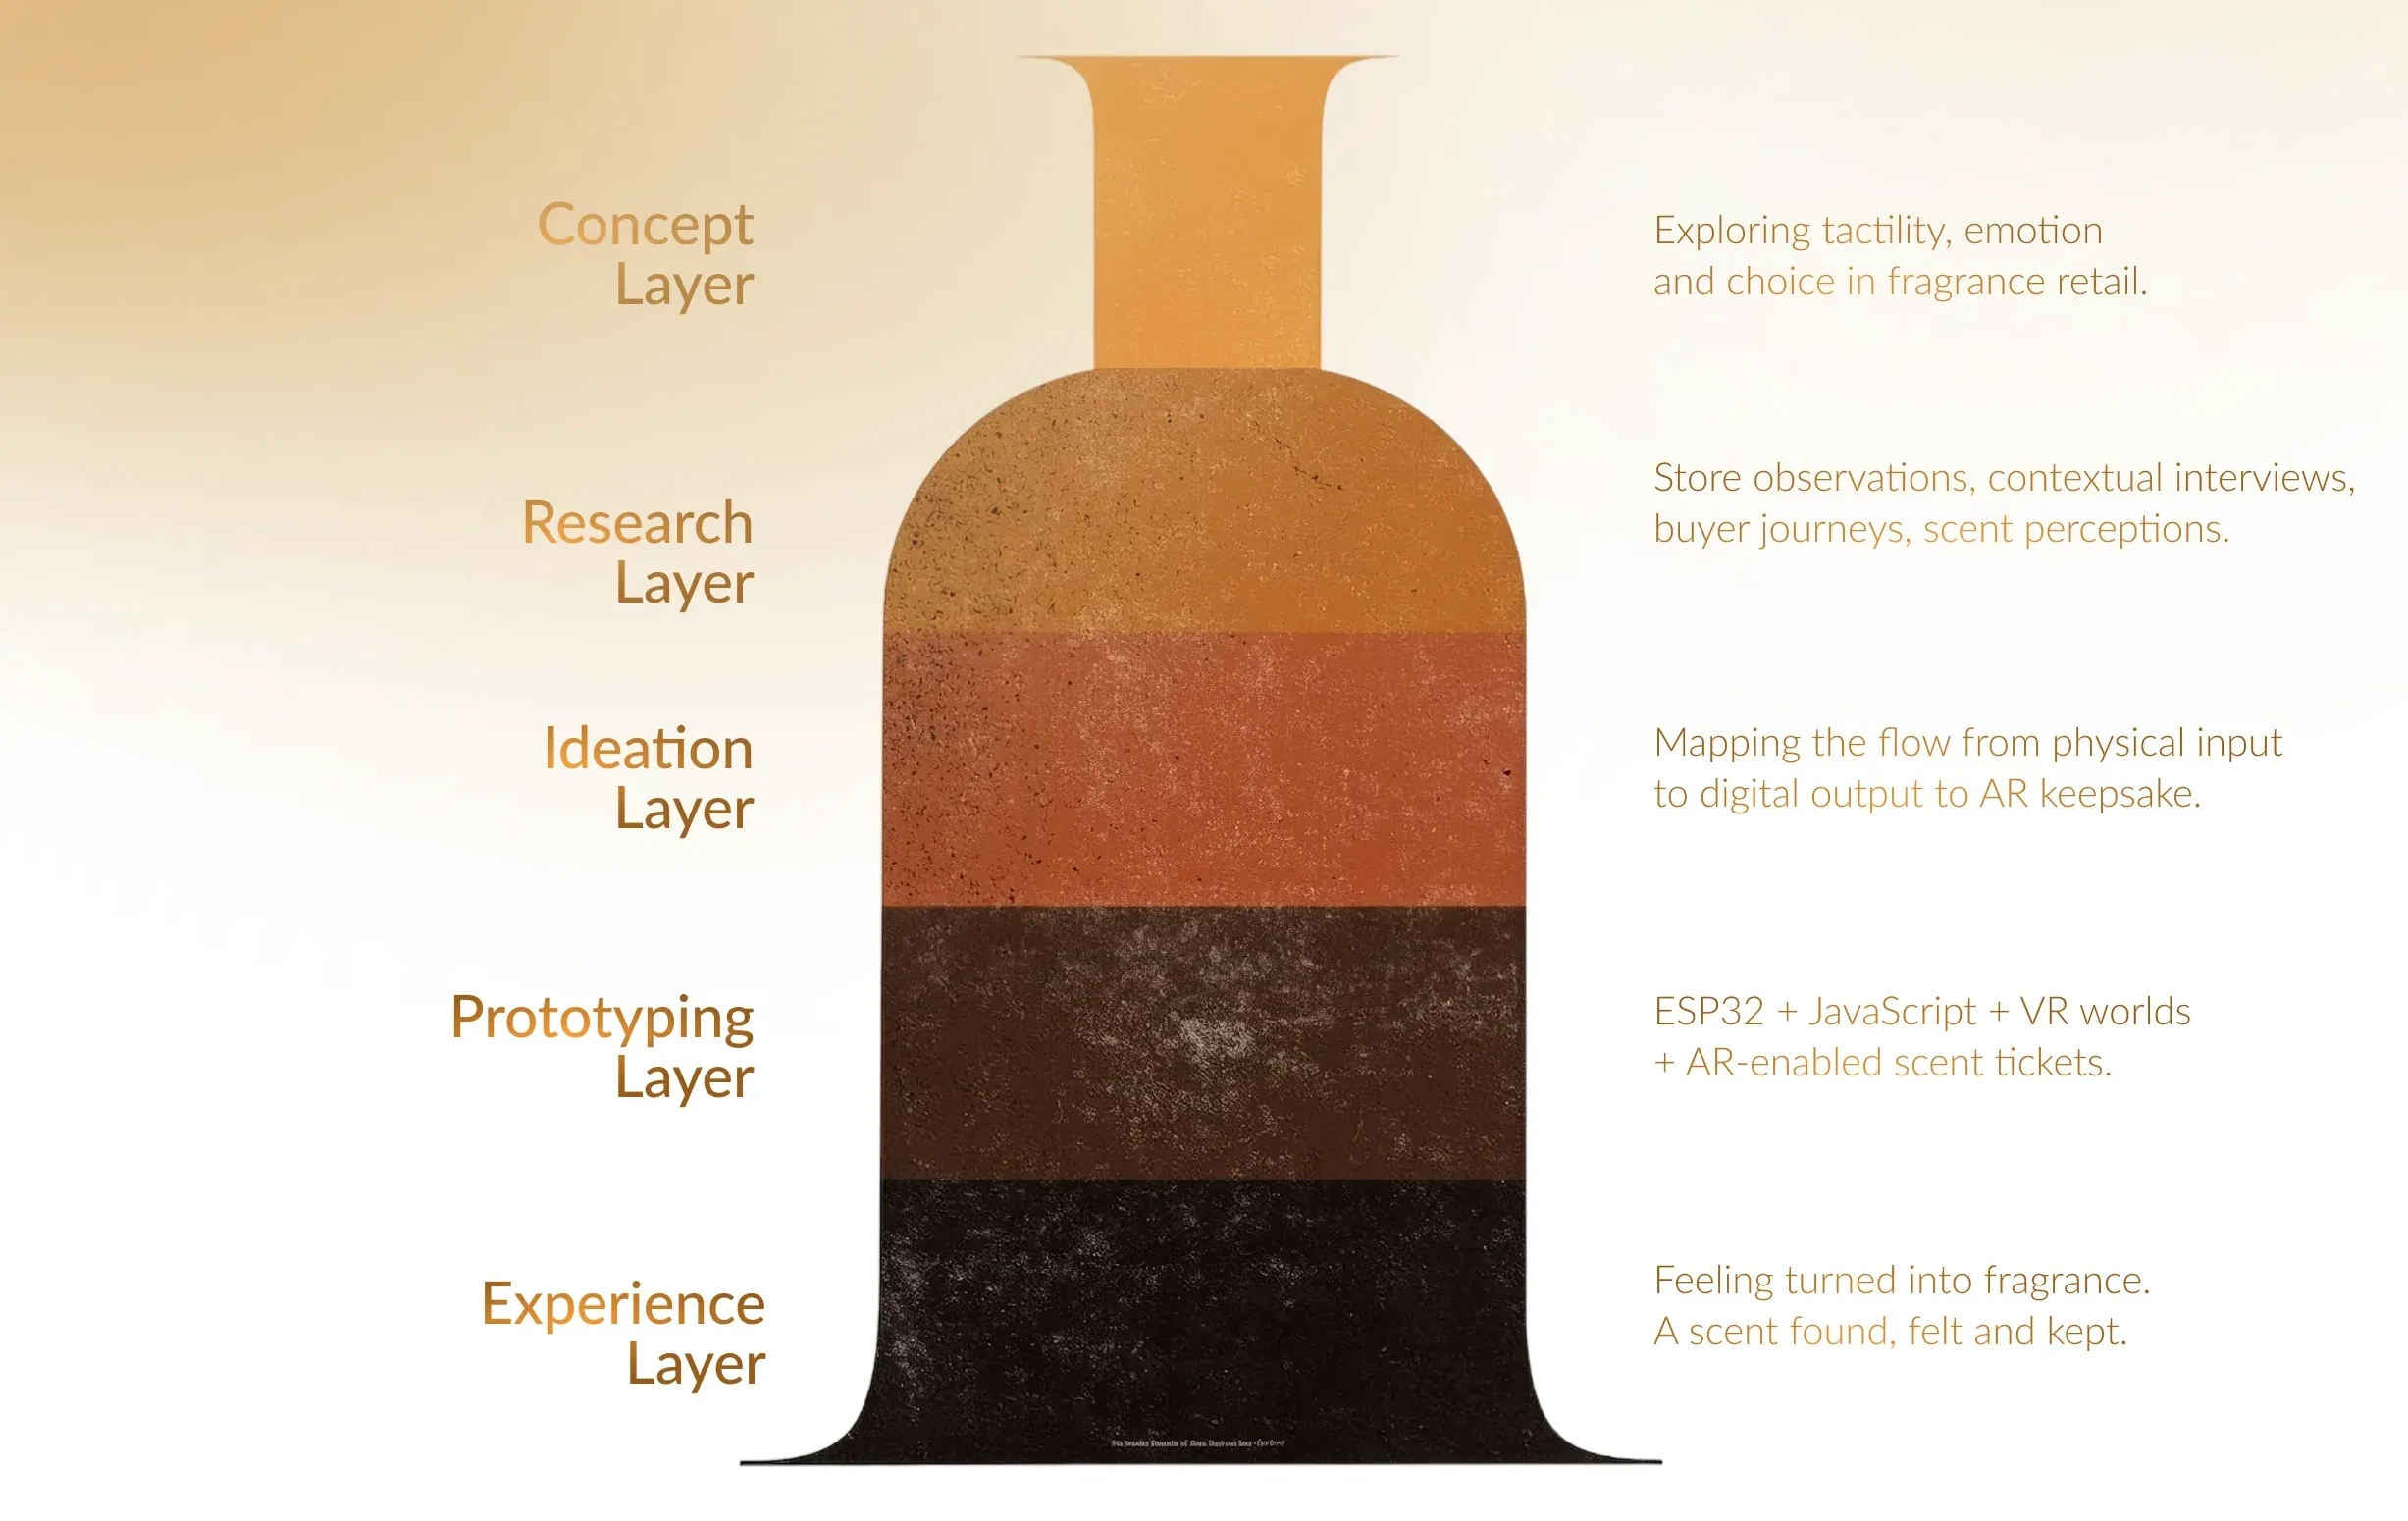 Concept
Layer
Exploring tactility, emotion
and choice in fragrance retail.
Research
Layer
Store observations, contextual interviews,
buyer journeys, scent perceptions.
Ideation
Layer
Mapping the flow from physical input
to digital output to AR keepsake.
Prototyping
Layer
ESP32 + JavaScript + VR worlds
+ AR-enabled scent tickets.
Experience
Layer
Feeling turned into fragrance.
A scent found, felt and kept.